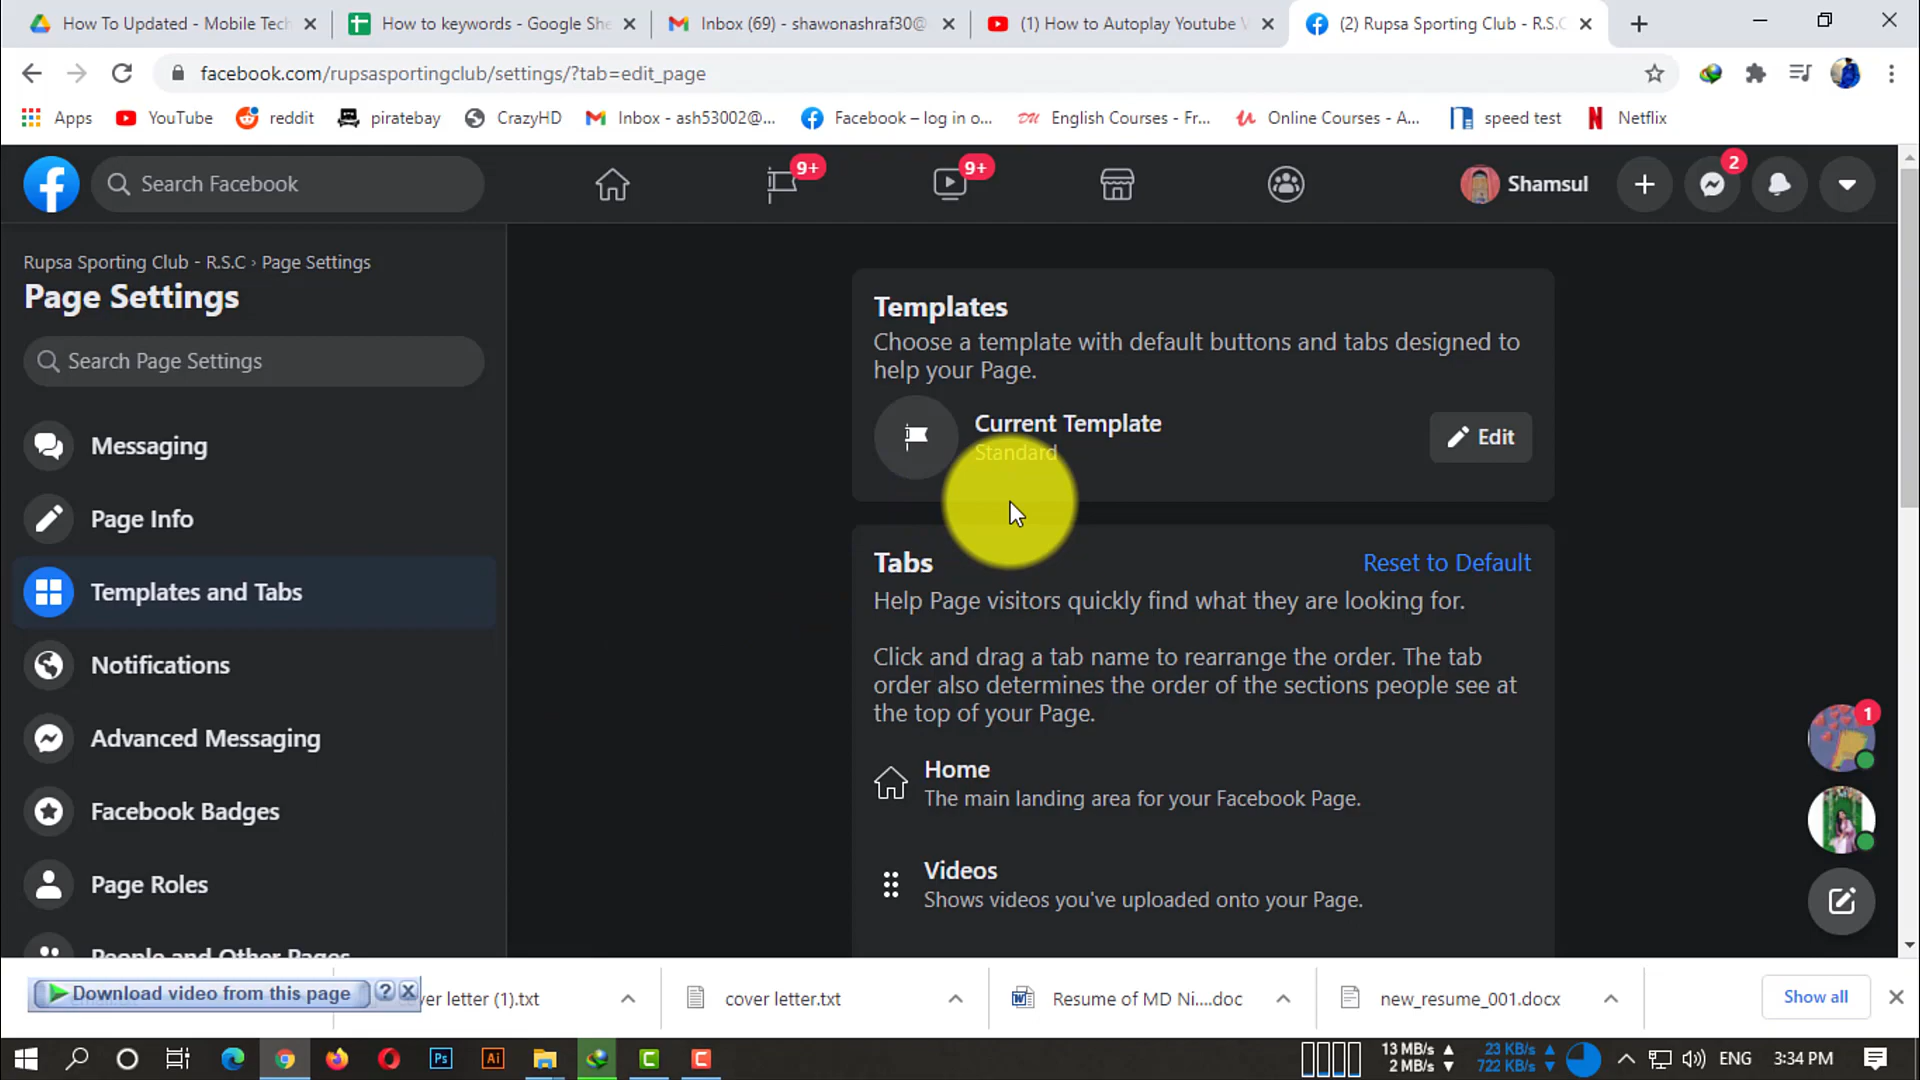 How To Updated - Mobile Tech
How to keywords - Google She
Inbox (69) - shawonashraf30@
(1) How to Autoplay Youtube V
(2) Rupsa Sporting Club - R.S.C
facebook.com/rupsasportingclub/settings/?tab=edit_page
Apps
YouTube
reddit
piratebay
CrazyHD
Inbox - ash53002@...
Facebook – log in o...
DU
English Courses - Fr...
Online Courses - A...
speed test
Netflix
Search Facebook
9+
9+
Shamsul
2
Rupsa Sporting Club - R.S.C › Page Settings
Page Settings
Search Page Settings
Messaging
Page Info
Templates and Tabs
Notifications
Advanced Messaging
Facebook Badges
Page Roles
People and Other Pages
Templates
Choose a template with default buttons and tabs designed to
help your Page.
Current Template
Standard
Edit
Tabs
Reset to Default
Help Page visitors quickly find what they are looking for.
Click and drag a tab name to rearrange the order. The tab
order also determines the order of the sections people see at
the top of your Page.
Home
The main landing area for your Facebook Page.
Videos
Shows videos you've uploaded onto your Page.
1
Download video from this page
?
ver letter (1).txt
cover letter.txt
Resume of MD Ni....doc
new_resume_001.docx
Show all
Ps
Ai
13 MB/s
2 MB/s
23 KB/s
722 KB/s
ENG
3:34 PM